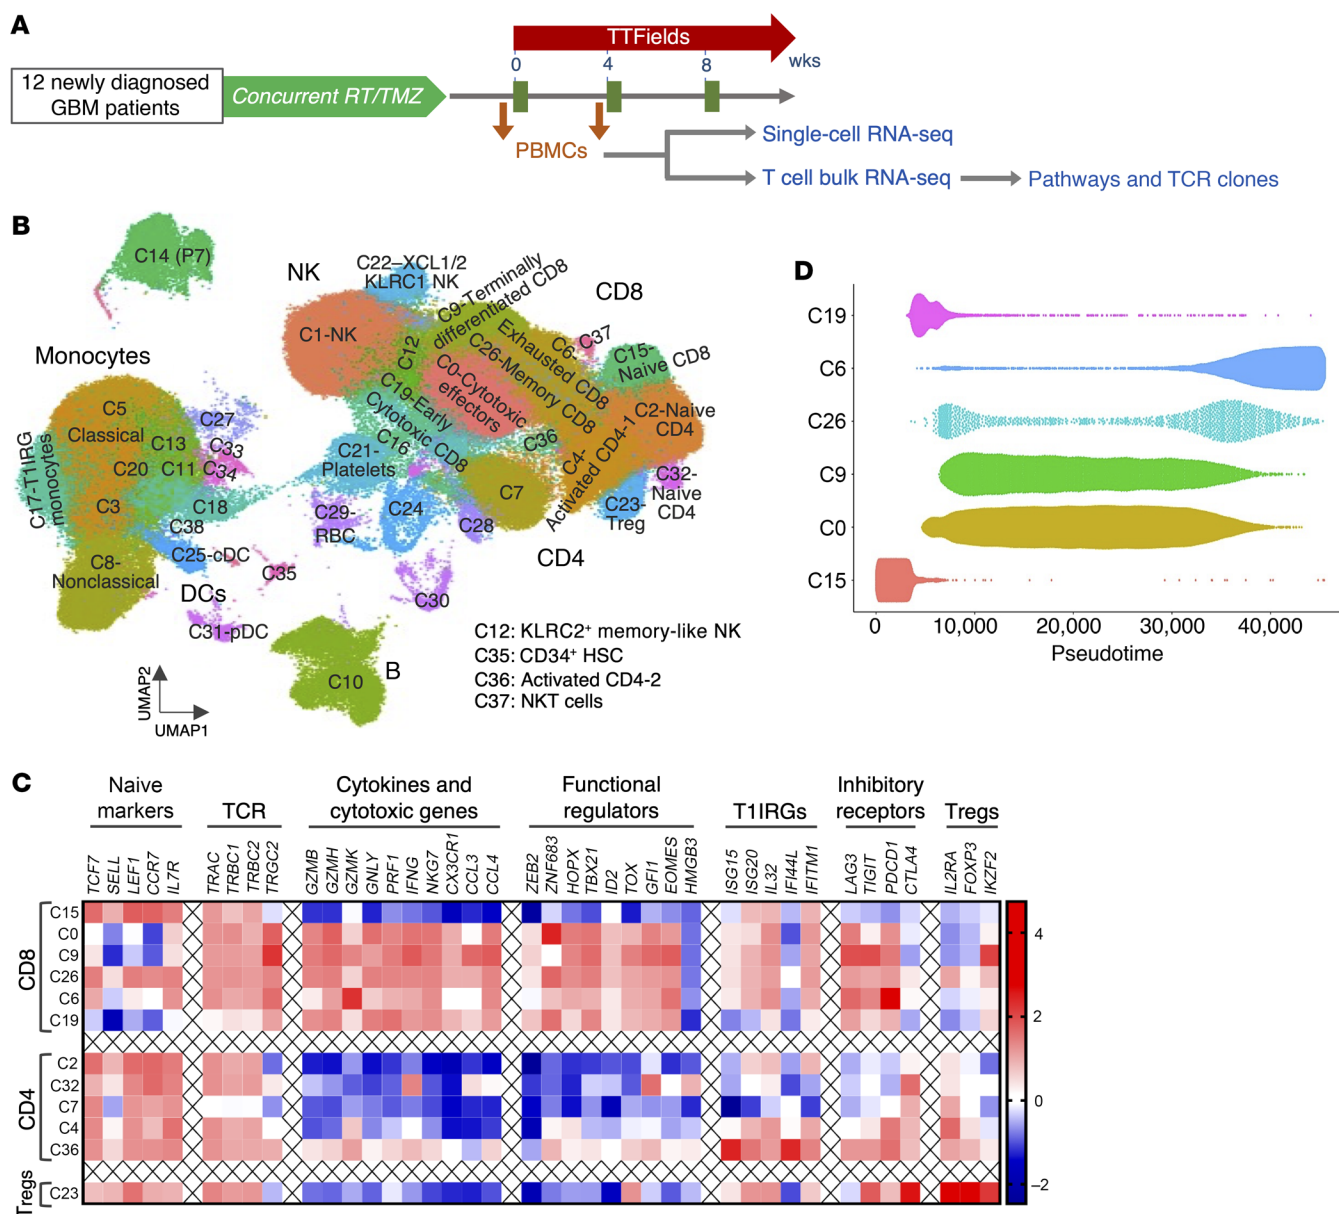 A
TTFields
0
4
8
wks
12 newly diagnosed
GBM patients
Concurrent RT/TMZ
PBMCs
Single-cell RNA-seq
T cell bulk RNA-seq
Pathways and TCR clones
B
C14 (P7)
NK
C22–XCL1/2
KLRC1 NK
C9-Terminally
differentiated CD8
CD8
C1-NK
C12
Exhausted CD8
C6-
C37
C15-
Naive CD8
C26-Memory CD8
C0-Cytotoxic
effectors
C19-Early
Cytotoxic CD8
C2-Naive
CD4
Monocytes
C5
Classical
C13
C27
C33
C34
C20
C11
C17-T1IRG
monocytes
C3
C18
C38
C16
C36
C21-
Platelets
C4-
Activated CD4-1
C32-
Naive
CD4
C7
C24
C23-
Treg
C29-
RBC
C28
C25-cDC
C8-
Nonclassical
CD4
DCs
C35
C30
C31-pDC
B
C10
C12: KLRC2⁺ memory-like NK
C35: CD34⁺ HSC
C36: Activated CD4-2
C37: NKT cells
UMAP2
UMAP1
D
C19
C6
C26
C9
C0
C15
0
10,000
20,000
30,000
40,000
Pseudotime
C
Naive
markers
TCR
Cytokines and
cytotoxic genes
Functional
regulators
T1IRGs
Inhibitory
receptors
Tregs
TCF7
SELL
LEF1
CCR7
IL7R
TRAC
TRBC1
TRBC2
TRGC2
GZMB
GZMH
GZMK
GNLY
PRF1
IFNG
NKG7
CX3CR1
CCL3
CCL4
ZEB2
ZNF683
HOPX
TBX21
ID2
TOX
GFI1
EOMES
HMGB3
ISG15
ISG20
IL32
IFI44L
IFITM1
LAG3
TIGIT
PDCD1
CTLA4
IL2RA
FOXP3
IKZF2
CD8
C15
C0
C9
C26
C6
C19
CD4
C2
C32
C7
C4
C36
Tregs
C23
4
2
0
–1
–2